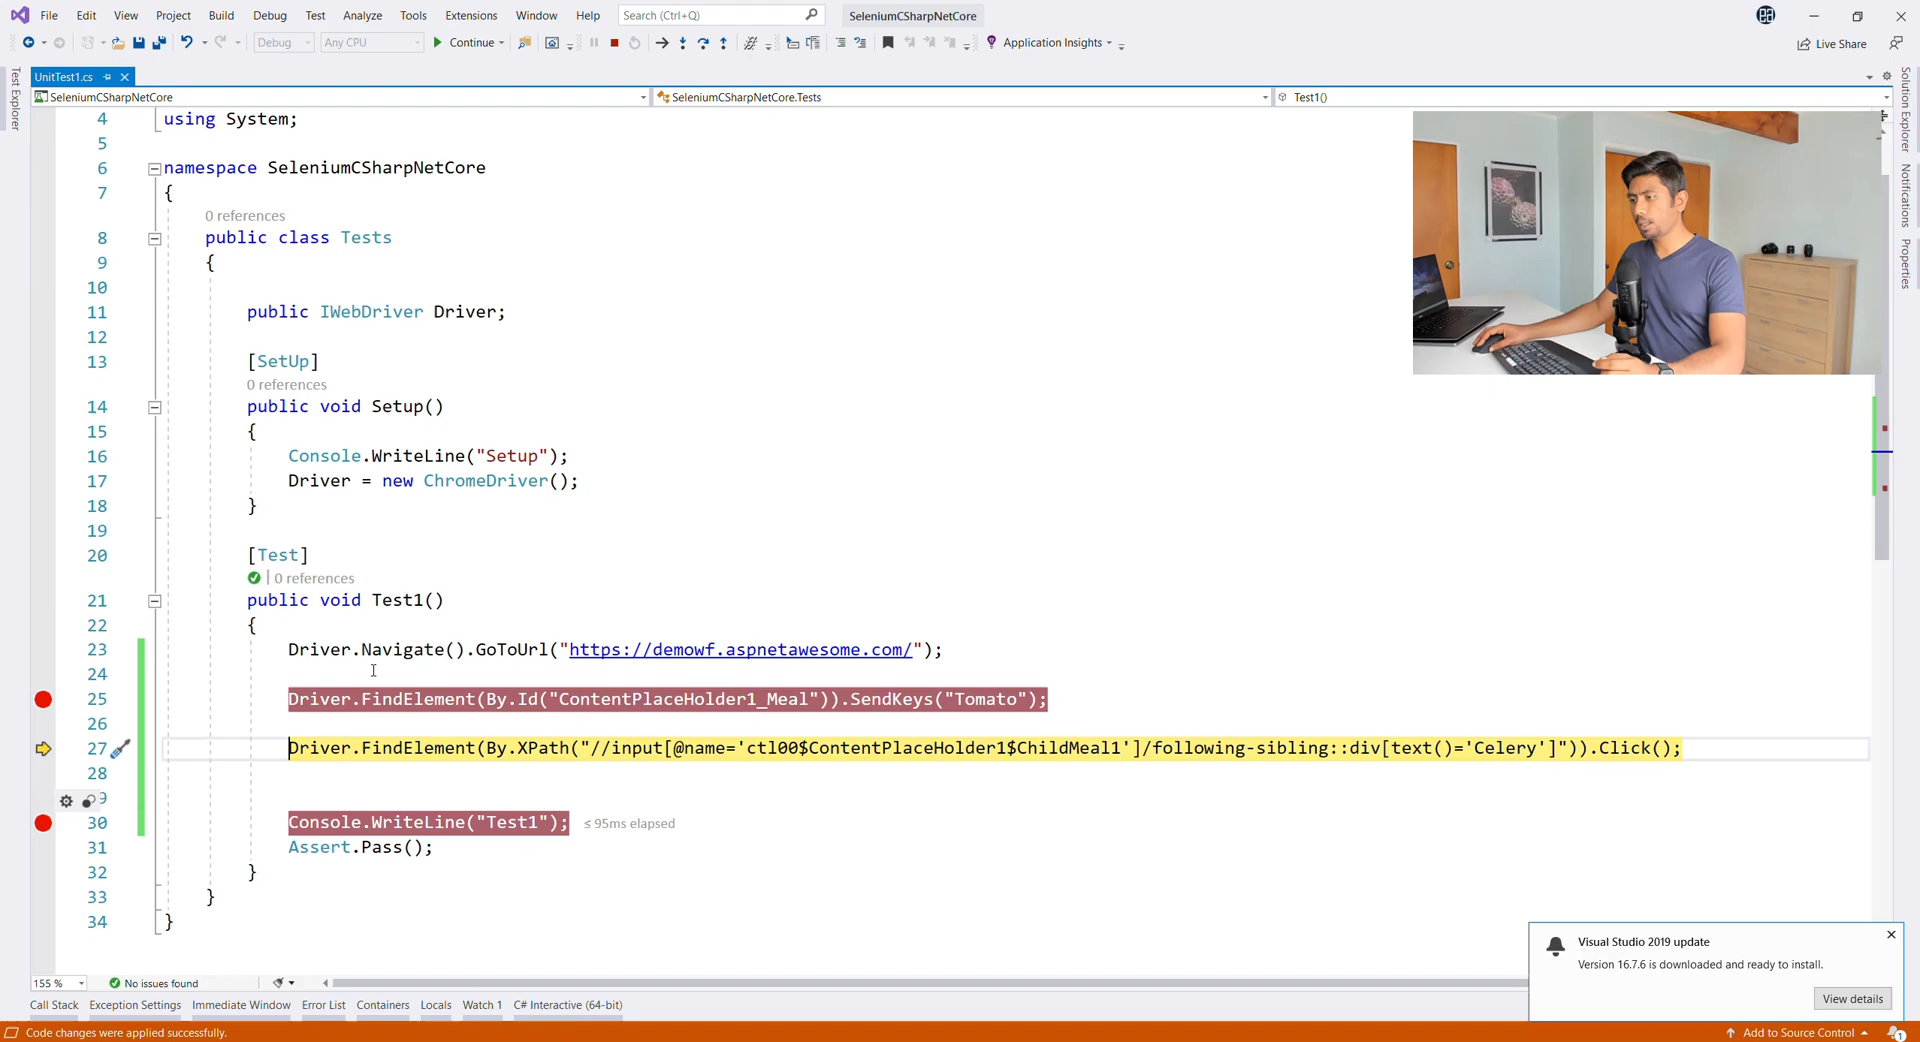 File Edit View Project Build Debug Test Analyze Tools Extensions Window Help Search (Ctrl+Q) SeleniumCSharpNetCore
Debug Any CPU Continue Application Insights Live Share
UnitTest1.cs
SeleniumCSharpNetCore SeleniumCSharpNetCore.Tests Test1()
Test Explorer
Solution Explorer
Notifications
Properties
4 using System;
5
6 namespace SeleniumCSharpNetCore
7 {
0 references
8 public class Tests
9 {
10
11 public IWebDriver Driver;
12
13 [SetUp]
0 references
14 public void Setup()
15 {
16 Console.WriteLine("Setup");
17 Driver = new ChromeDriver();
18 }
19
20 [Test]
0 references
21 public void Test1()
22 {
23 Driver.Navigate().GoToUrl("https://demowf.aspnetawesome.com/");
24
25 Driver.FindElement(By.Id("ContentPlaceHolder1_Meal")).SendKeys("Tomato");
26
27 Driver.FindElement(By.XPath("//input[@name='ctl00$ContentPlaceHolder1$ChildMeal1']/following-sibling::div[text()='Celery']")).Click();
28
9
30 Console.WriteLine("Test1"); ≤ 95ms elapsed
31 Assert.Pass();
32 }
33 }
34 }
Visual Studio 2019 update
Version 16.7.6 is downloaded and ready to install.
View details
155 % No issues found
Call Stack Exception Settings Immediate Window Error List Containers Locals Watch 1 C# Interactive (64-bit)
Code changes were applied successfully. Add to Source Control 1